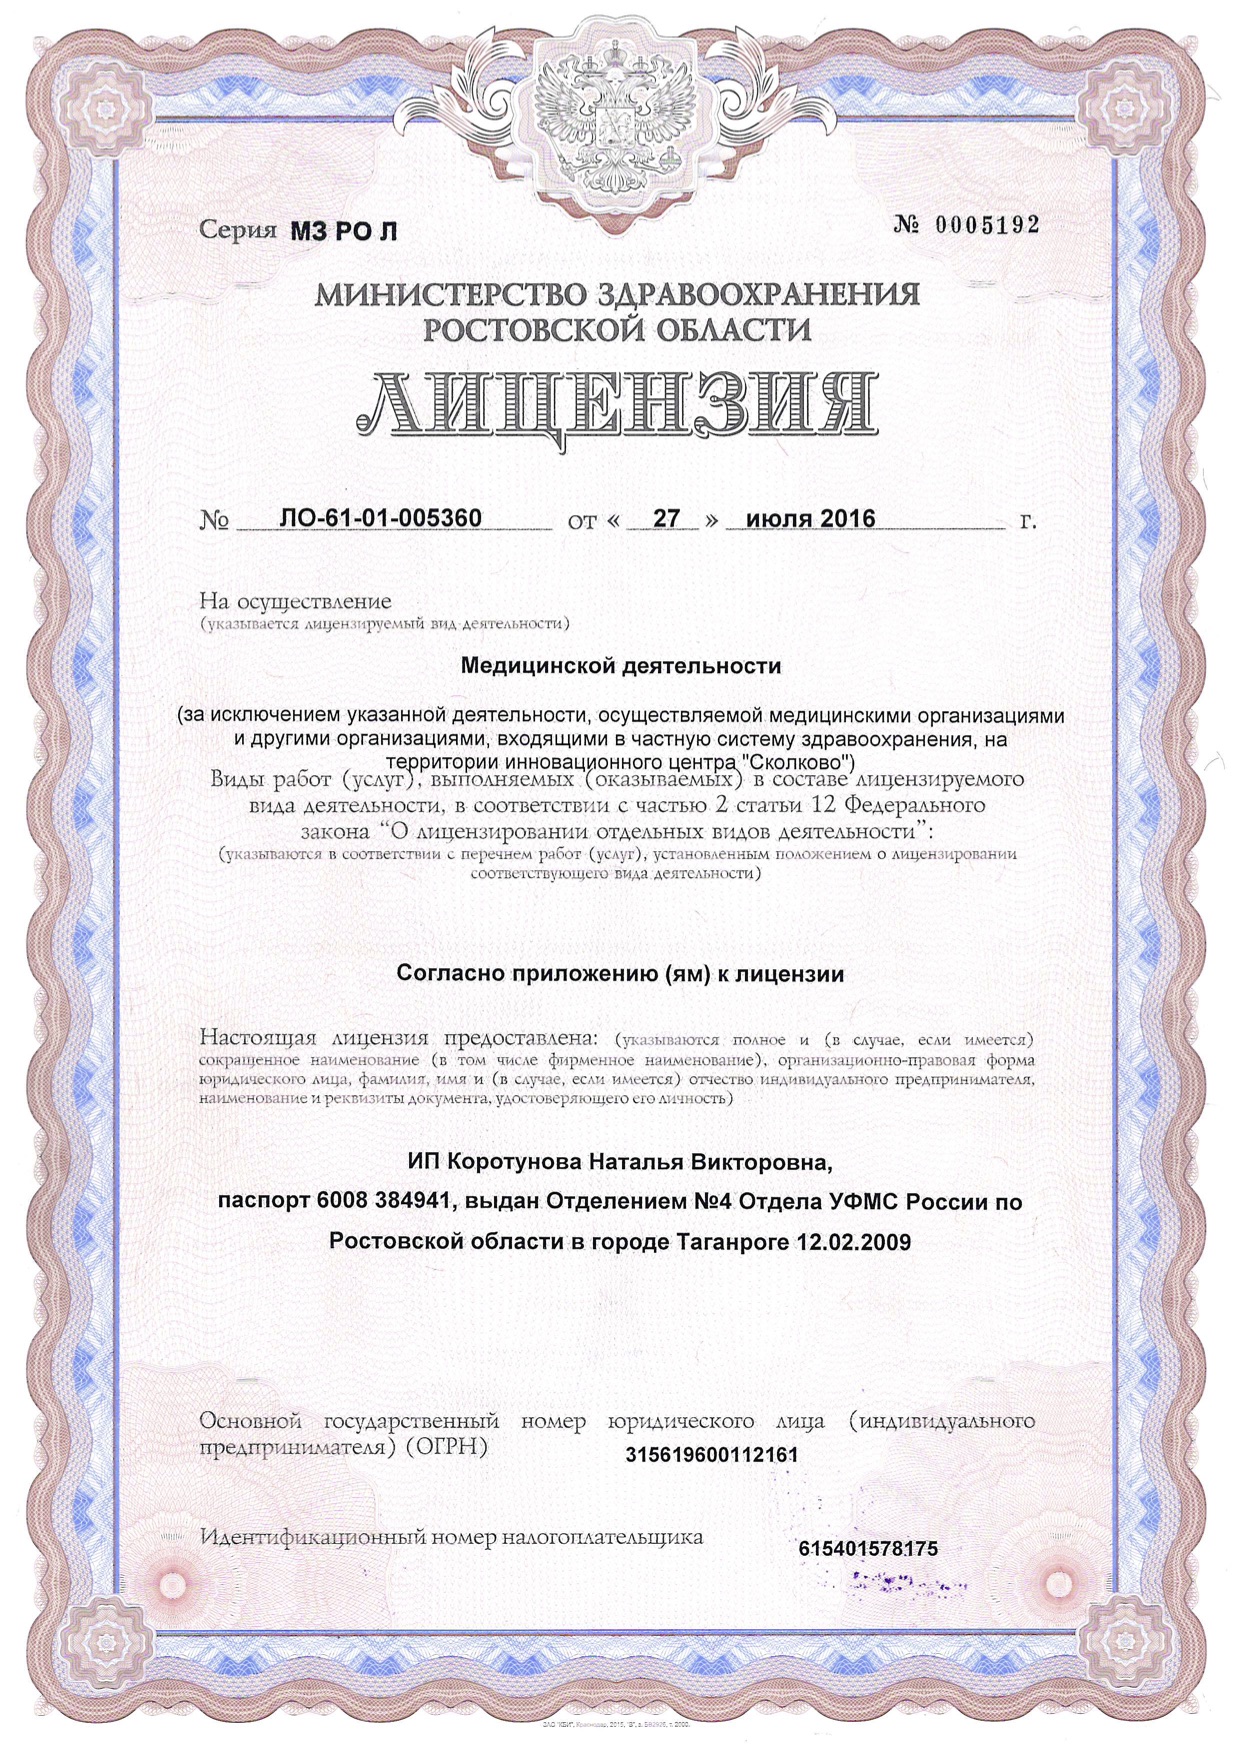 Серия МЗ РО Л
№ 0005192
МИНИСТЕРСТВО ЗДРАВООХРАНЕНИЯ
РОСТОВСКОЙ ОБЛАСТИ
ЛИЦЕНЗИЯ
№ ЛО-61-01-005360 от « 27 » июля 2016 г.
На осуществление
(указывается лицензируемый вид деятельности)
Медицинской деятельности
(за исключением указанной деятельности, осуществляемой медицинскими организациями
и другими организациями, входящими в частную систему здравоохранения, на
территории инновационного центра "Сколково")
Виды работ (услуг), выполняемых (оказываемых) в составе лицензируемого
вида деятельности, в соответствии с частью 2 статьи 12 Федерального
закона “О лицензировании отдельных видов деятельности”:
(указываются в соответствии с перечнем работ (услуг), установленным положением о лицензировании
соответствующего вида деятельности)
Согласно приложению (ям) к лицензии
Настоящая лицензия предоставлена: (указываются полное и (в случае, если имеется)
сокращенное наименование (в том числе фирменное наименование), организационно-правовая форма
юридического лица, фамилия, имя и (в случае, если имеется) отчество индивидуального предпринимателя,
наименование и реквизиты документа, удостоверяющего его личность)
ИП Коротунова Наталья Викторовна,
паспорт 6008 384941, выдан Отделением №4 Отдела УФМС России по
Ростовской области в городе Таганроге 12.02.2009
Основной государственный номер юридического лица (индивидуального
предпринимателя) (ОГРН) 315619600112161
Идентификационный номер налогоплательщика 615401578175
ЗАО "КБИ", Краснодар, 2015, "В", з.